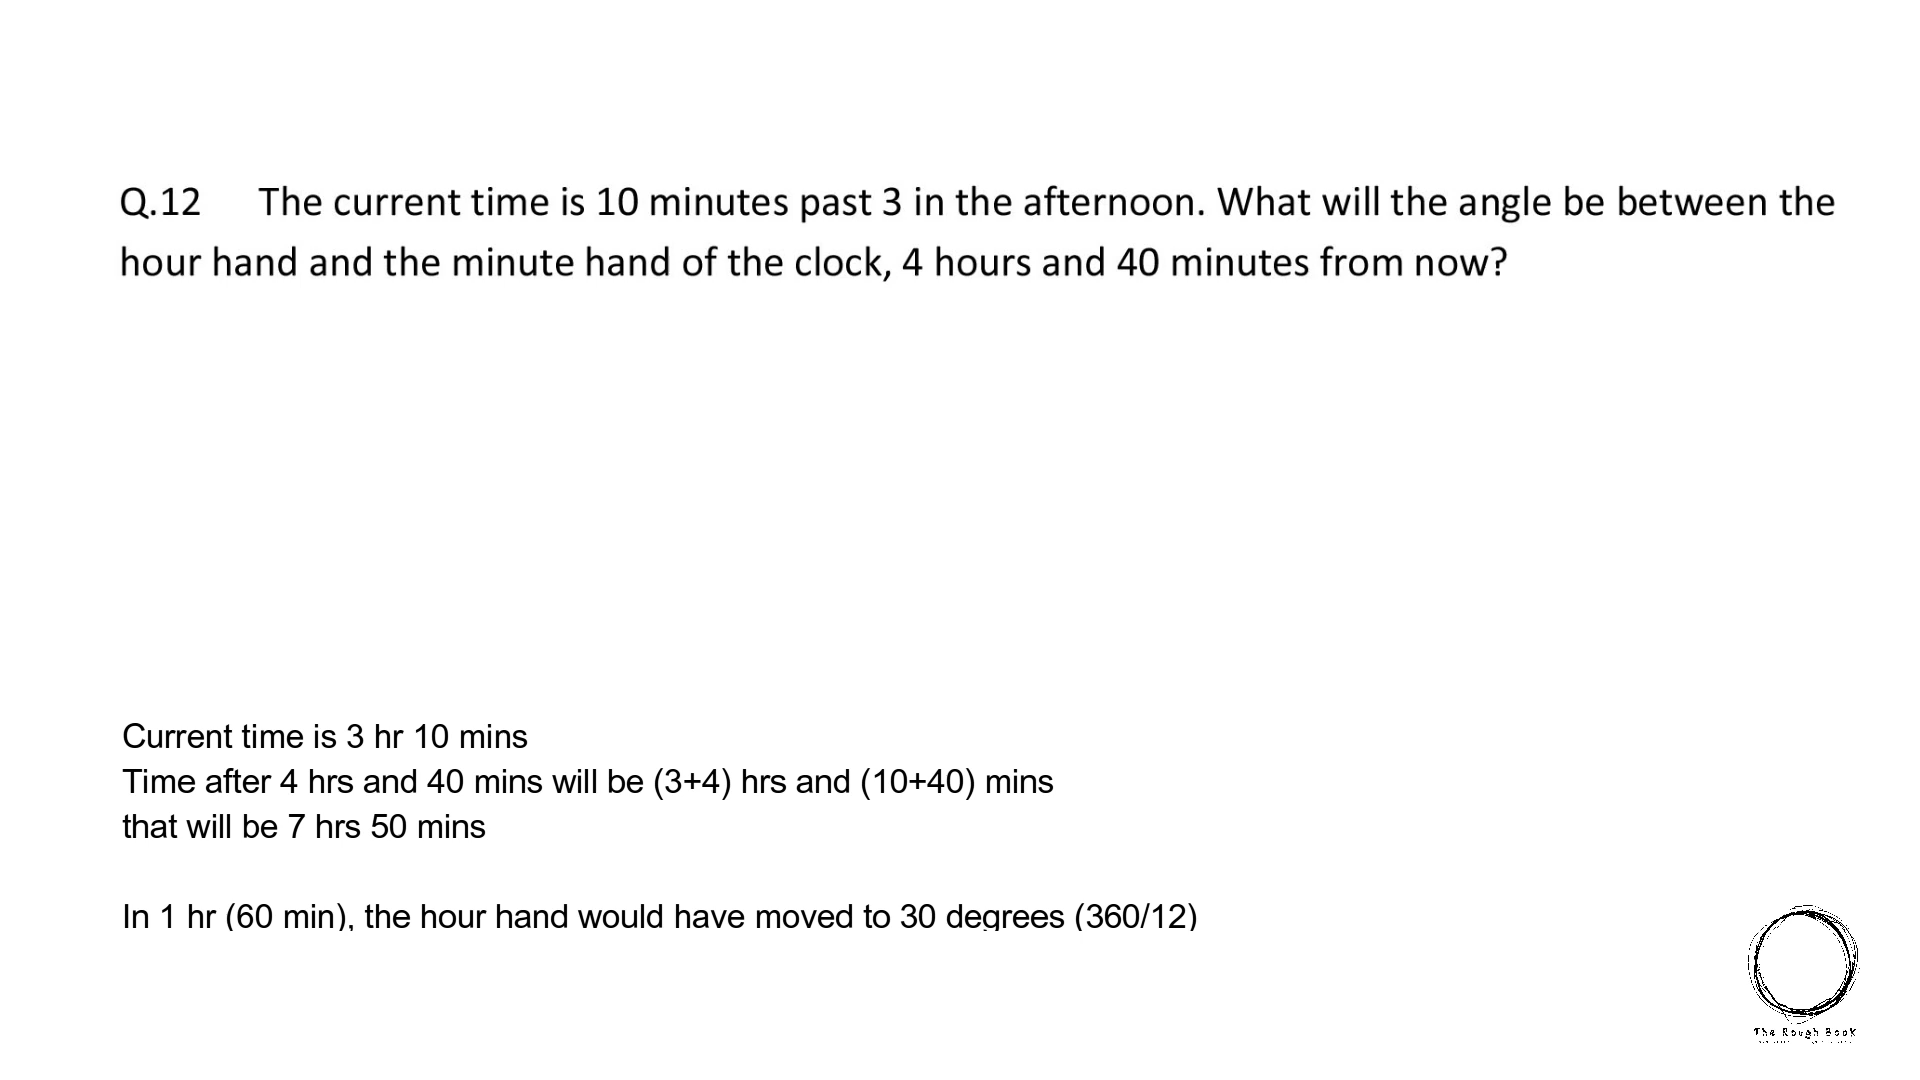 Q.12 The current time is 10 minutes past 3 in the afternoon. What will the angle be between the
hour hand and the minute hand of the clock, 4 hours and 40 minutes from now?
Current time is 3 hr 10 mins
Time after 4 hrs and 40 mins will be (3+4) hrs and (10+40) mins
that will be 7 hrs 50 mins
In 1 hr (60 min), the hour hand would have moved to 30 degrees (360/12)
The Rough Book